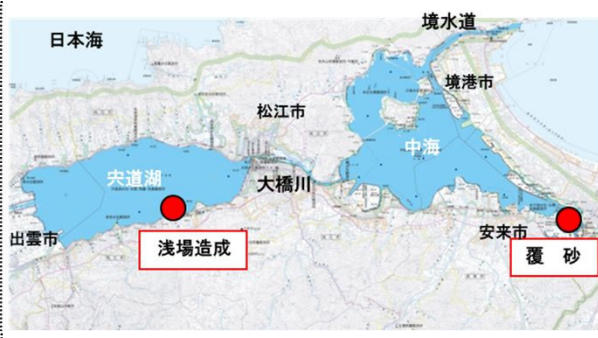 境水道
日本海
境港市
松江市
中海
宍道湖
大橋川
安来市
出雲市
浅場造成
覆 砂